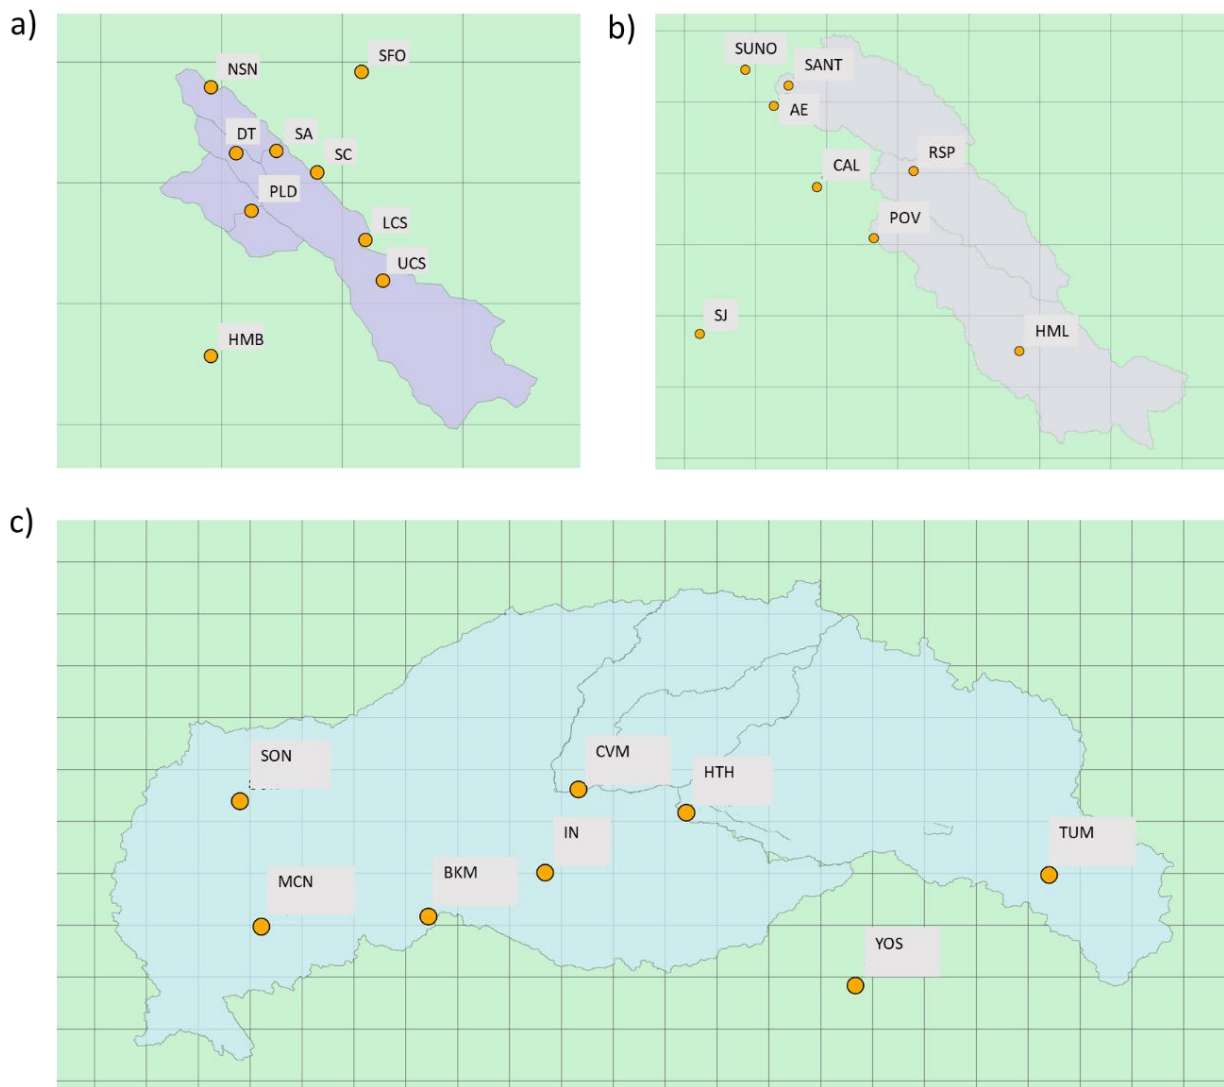 a)
NSN
SFO
DT
SA
SC
PLD
LCS
UCS
HMB
b)
SUNO
SANT
AE
CAL
RSP
POV
SJ
HML
c)
SON
CVM
HTH
IN
TUM
MCN
BKM
YOS